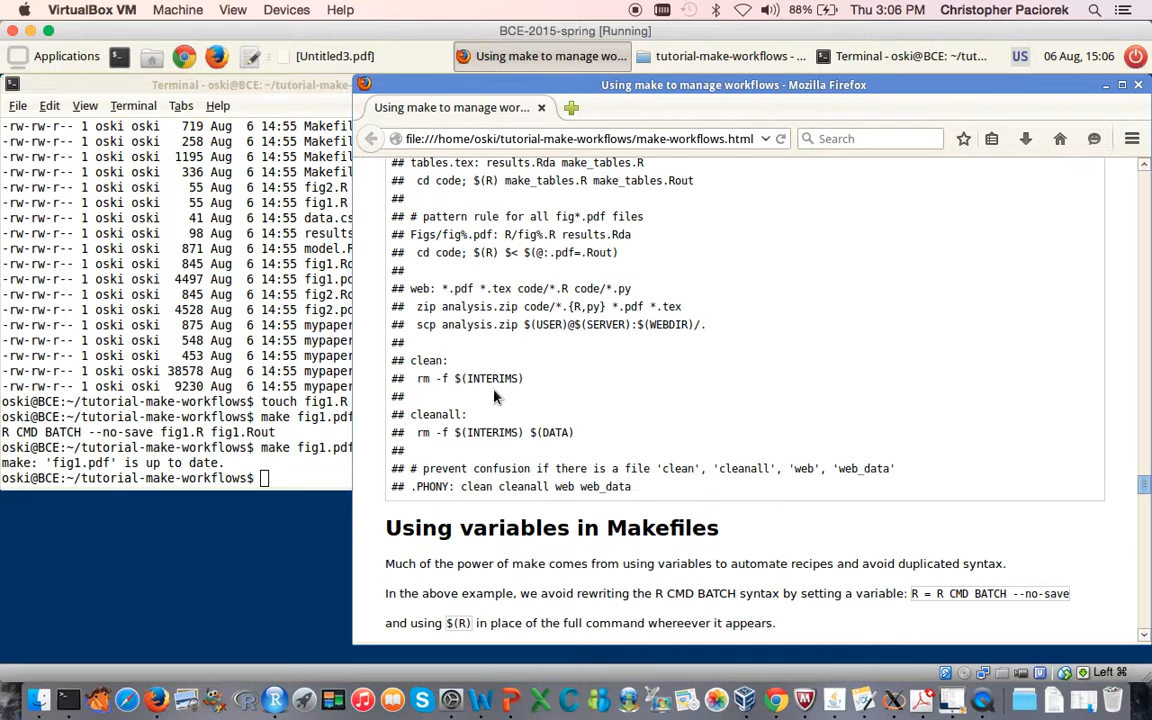 VirtualBox VM Machine View Devices Help 88% Thu 3:06 PM Christopher Paciorek
BCE-2015-spring [Running]
Applications [Untitled3.pdf] Using make to manage wo... tutorial-make-workflows - ... Terminal - oski@BCE: ~/tut... US 06 Aug, 15:06
Terminal - oski@BCE: ~/tutorial-make-
File Edit View Terminal Tabs Help
-rw-rw-r-- 1 oski oski 719 Aug 6 14:55 Makefil
-rw-rw-r-- 1 oski oski 258 Aug 6 14:55 Makefil
-rw-rw-r-- 1 oski oski 1195 Aug 6 14:55 Makefil
-rw-rw-r-- 1 oski oski 336 Aug 6 14:55 Makefil
-rw-rw-r-- 1 oski oski 55 Aug 6 14:55 fig2.R
-rw-rw-r-- 1 oski oski 55 Aug 6 14:55 fig1.R
-rw-rw-r-- 1 oski oski 41 Aug 6 14:55 data.cs
-rw-rw-r-- 1 oski oski 98 Aug 6 14:55 results
-rw-rw-r-- 1 oski oski 871 Aug 6 14:55 model.R
-rw-rw-r-- 1 oski oski 845 Aug 6 14:55 fig1.Ro
-rw-rw-r-- 1 oski oski 4497 Aug 6 14:55 fig1.pd
-rw-rw-r-- 1 oski oski 845 Aug 6 14:55 fig2.Ro
-rw-rw-r-- 1 oski oski 4528 Aug 6 14:55 fig2.pd
-rw-rw-r-- 1 oski oski 875 Aug 6 14:55 mypaper
-rw-rw-r-- 1 oski oski 548 Aug 6 14:55 mypaper
-rw-rw-r-- 1 oski oski 453 Aug 6 14:55 mypaper
-rw-rw-r-- 1 oski oski 38578 Aug 6 14:55 mypaper
-rw-rw-r-- 1 oski oski 9230 Aug 6 14:55 mypaper
oski@BCE:~/tutorial-make-workflows$ touch fig1.R
oski@BCE:~/tutorial-make-workflows$ make fig1.pdf
R CMD BATCH --no-save fig1.R fig1.Rout
oski@BCE:~/tutorial-make-workflows$ make fig1.pdf
make: 'fig1.pdf' is up to date.
oski@BCE:~/tutorial-make-workflows$
Using make to manage workflows - Mozilla Firefox
Using make to manage wor...
file:///home/oski/tutorial-make-workflows/make-workflows.html Search
## tables.tex: results.Rda make_tables.R
## cd code; $(R) make_tables.R make_tables.Rout
##
## # pattern rule for all fig*.pdf files
## Figs/fig%.pdf: R/fig%.R results.Rda
## cd code; $(R) $< $(@:.pdf=.Rout)
##
## web: *.pdf *.tex code/*.R code/*.py
## zip analysis.zip code/*.{R,py} *.pdf *.tex
## scp analysis.zip $(USER)@$(SERVER):$(WEBDIR)/.
##
## clean:
## rm -f $(INTERIMS)
##
## cleanall:
## rm -f $(INTERIMS) $(DATA)
##
## # prevent confusion if there is a file 'clean', 'cleanall', 'web', 'web_data'
## .PHONY: clean cleanall web web_data
Using variables in Makefiles
Much of the power of make comes from using variables to automate recipes and avoid duplicated syntax.
In the above example, we avoid rewriting the R CMD BATCH syntax by setting a variable: R = R CMD BATCH --no-save
and using $(R) in place of the full command whereever it appears.
Left ⌘